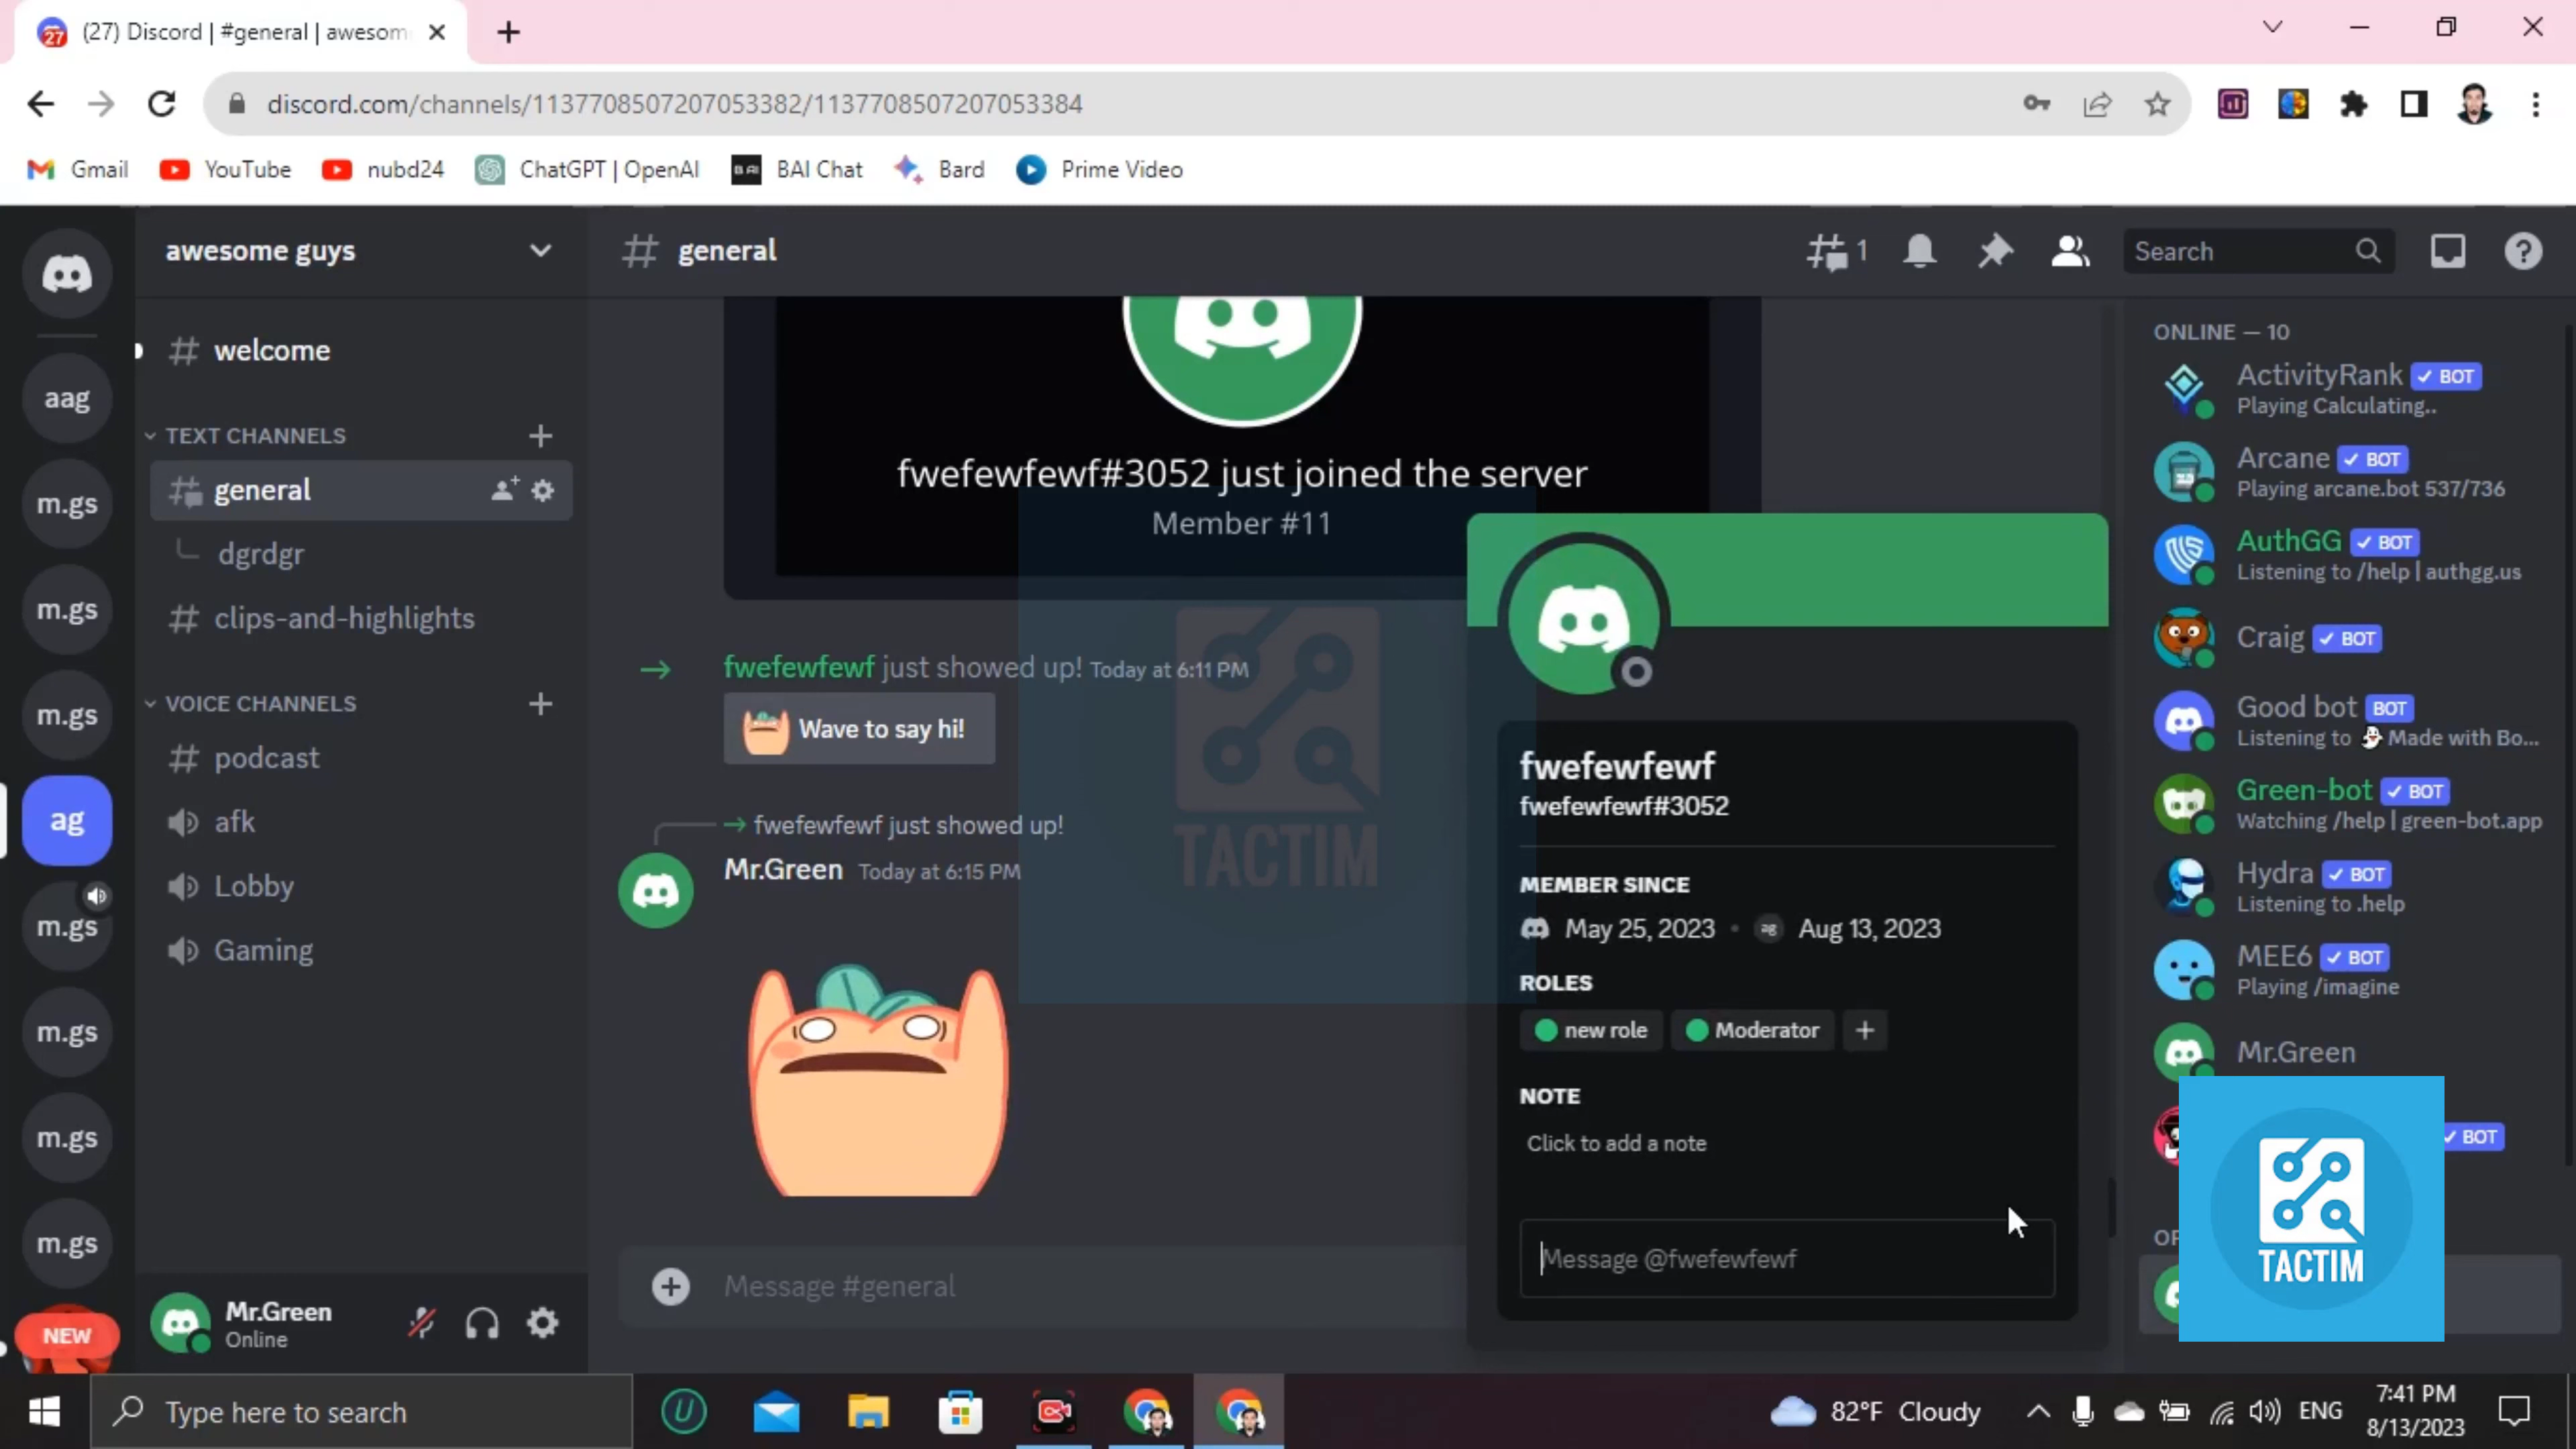 (27) Discord | #general | awesom
discord.com/channels/1137708507207053382/1137708507207053384
Gmail
YouTube
nubd24
ChatGPT | OpenAI
BAI Chat
Bard
Prime Video
awesome guys
general
1
Search
welcome
aag
TEXT CHANNELS
general
m.gs
dgrdgr
m.gs
clips-and-highlights
m.gs
VOICE CHANNELS
podcast
ag
afk
m.gs
Lobby
Gaming
m.gs
m.gs
m.gs
NEW
Mr.Green
Online
fwefewfewf#3052 just joined the server
Member #11
fwefewfewf just showed up! Today at 6:11 PM
Wave to say hi!
fwefewfewf just showed up!
Mr.Green Today at 6:15 PM
TACTIM
Message #general
fwefewfewf
fwefewfewf#3052
MEMBER SINCE
May 25, 2023 • ag Aug 13, 2023
ROLES
new role
Moderator
NOTE
Click to add a note
Message @fwefewfewf
ONLINE — 10
ActivityRank BOT
Playing Calculating..
Arcane BOT
Playing arcane.bot 537/736
AuthGG BOT
Listening to /help | authgg.us
Craig BOT
Good bot BOT
Listening to Made with Bo...
Green-bot BOT
Watching /help | green-bot.app
Hydra BOT
Listening to .help
MEE6 BOT
Playing /imagine
Mr.Green
BOT
TACTIM
Type here to search
82°F Cloudy
ENG
7:41 PM
8/13/2023